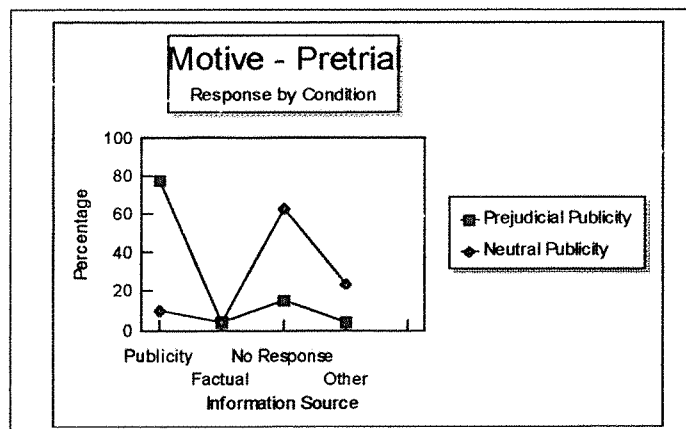 Motive - Pretrial
Response by Condition
100
80
60
40
20
0
Percentage
Publicity
No Response
Factual
Other
Information Source
Prejudicial Publicity
Neutral Publicity